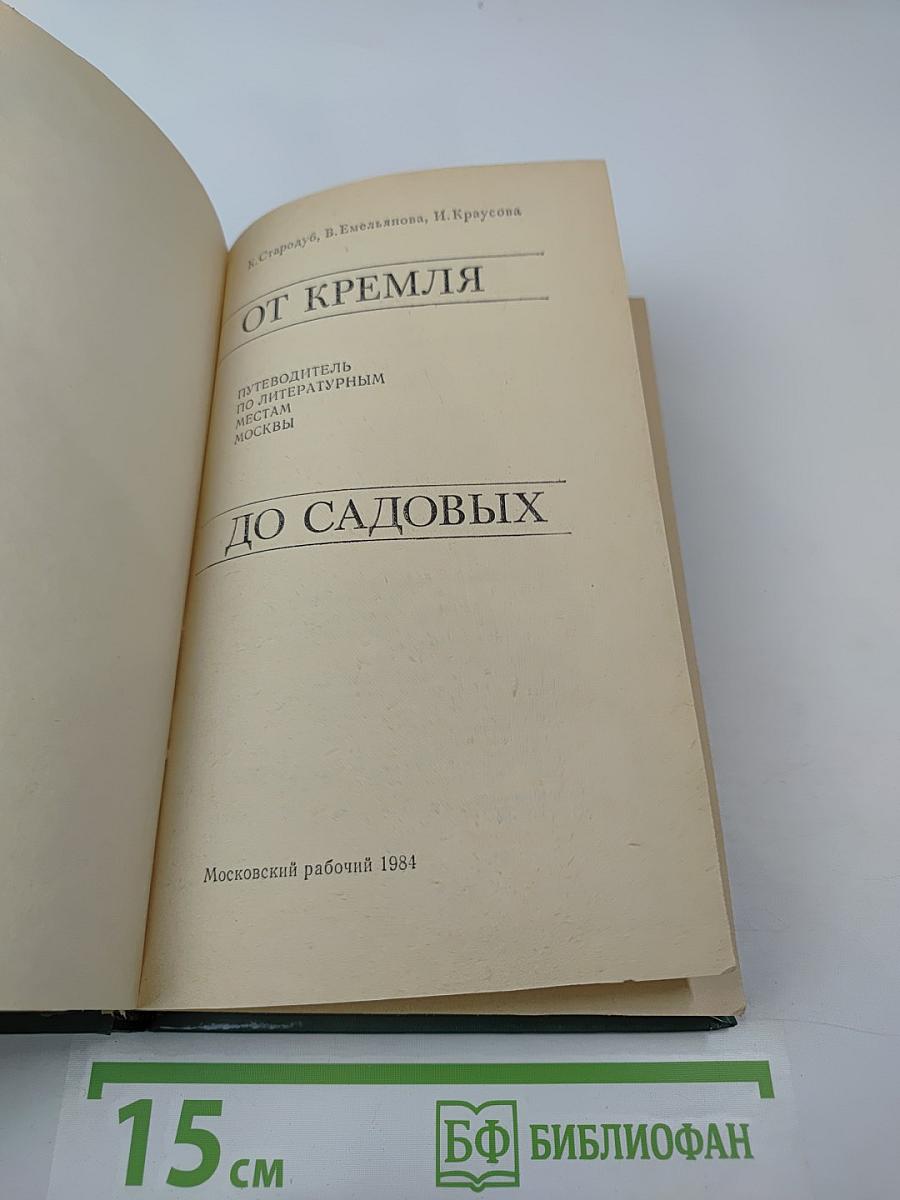 К. Стародуб, В. Емельянова, И. Краусова
ОТ КРЕМЛЯ
ПУТЕВОДИТЕЛЬ
ПО ЛИТЕРАТУРНЫМ
МЕСТАМ
МОСКВЫ
ДО САДОВЫХ
Московский рабочий 1984
15 см
БФ БИБЛИОФАН